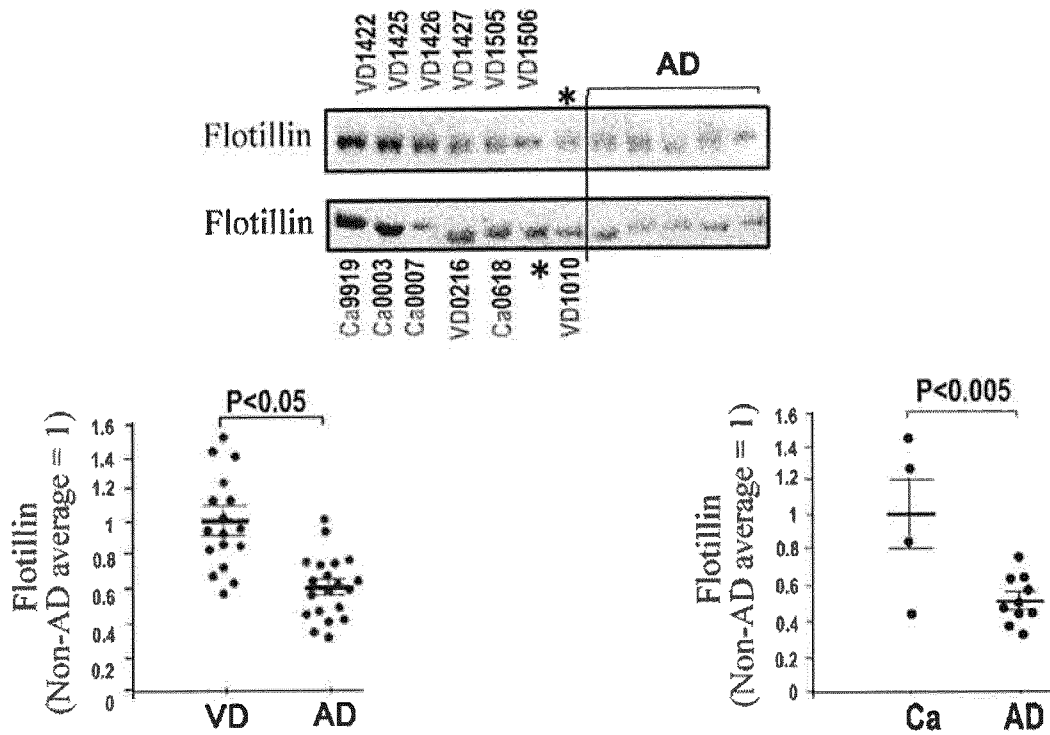 VD1422
VD1425
VD1426
VD1427
VD1505
VD1506
*
AD
Flotillin
Flotillin
Ca9919
Ca0003
Ca0007
VD0216
Ca0618
*
VD1010
P<0.05
Flotillin
(Non-AD average = 1)
1.6
1.4
1.2
1
0.8
0.6
0.4
0.2
0
VD
AD
P<0.005
Flotillin
(Non-AD average = 1)
1.6
1.4
1.2
1
0.8
0.6
0.4
0.2
0
Ca
AD